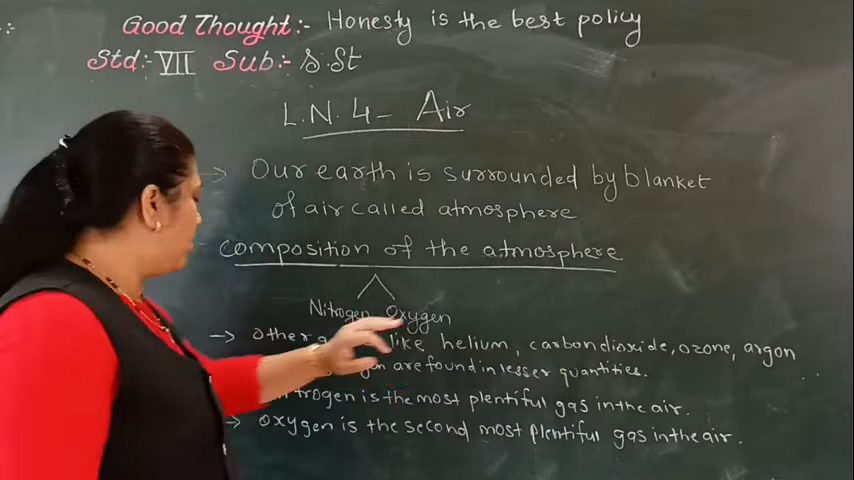 Good Thought:- Honesty is the best policy
Std:- VII Sub:- S.St
L.N. 4- Air
→ Our earth is surrounded by blanket
of air called atmosphere
composition of the atmosphere
Nitrogen Oxygen
→ Other like helium, carbondioxide, ozone, argon
are found in lesser quantities.
is the most plentiful gas in the air.
→ oxygen is the second most plentiful gas in the air.